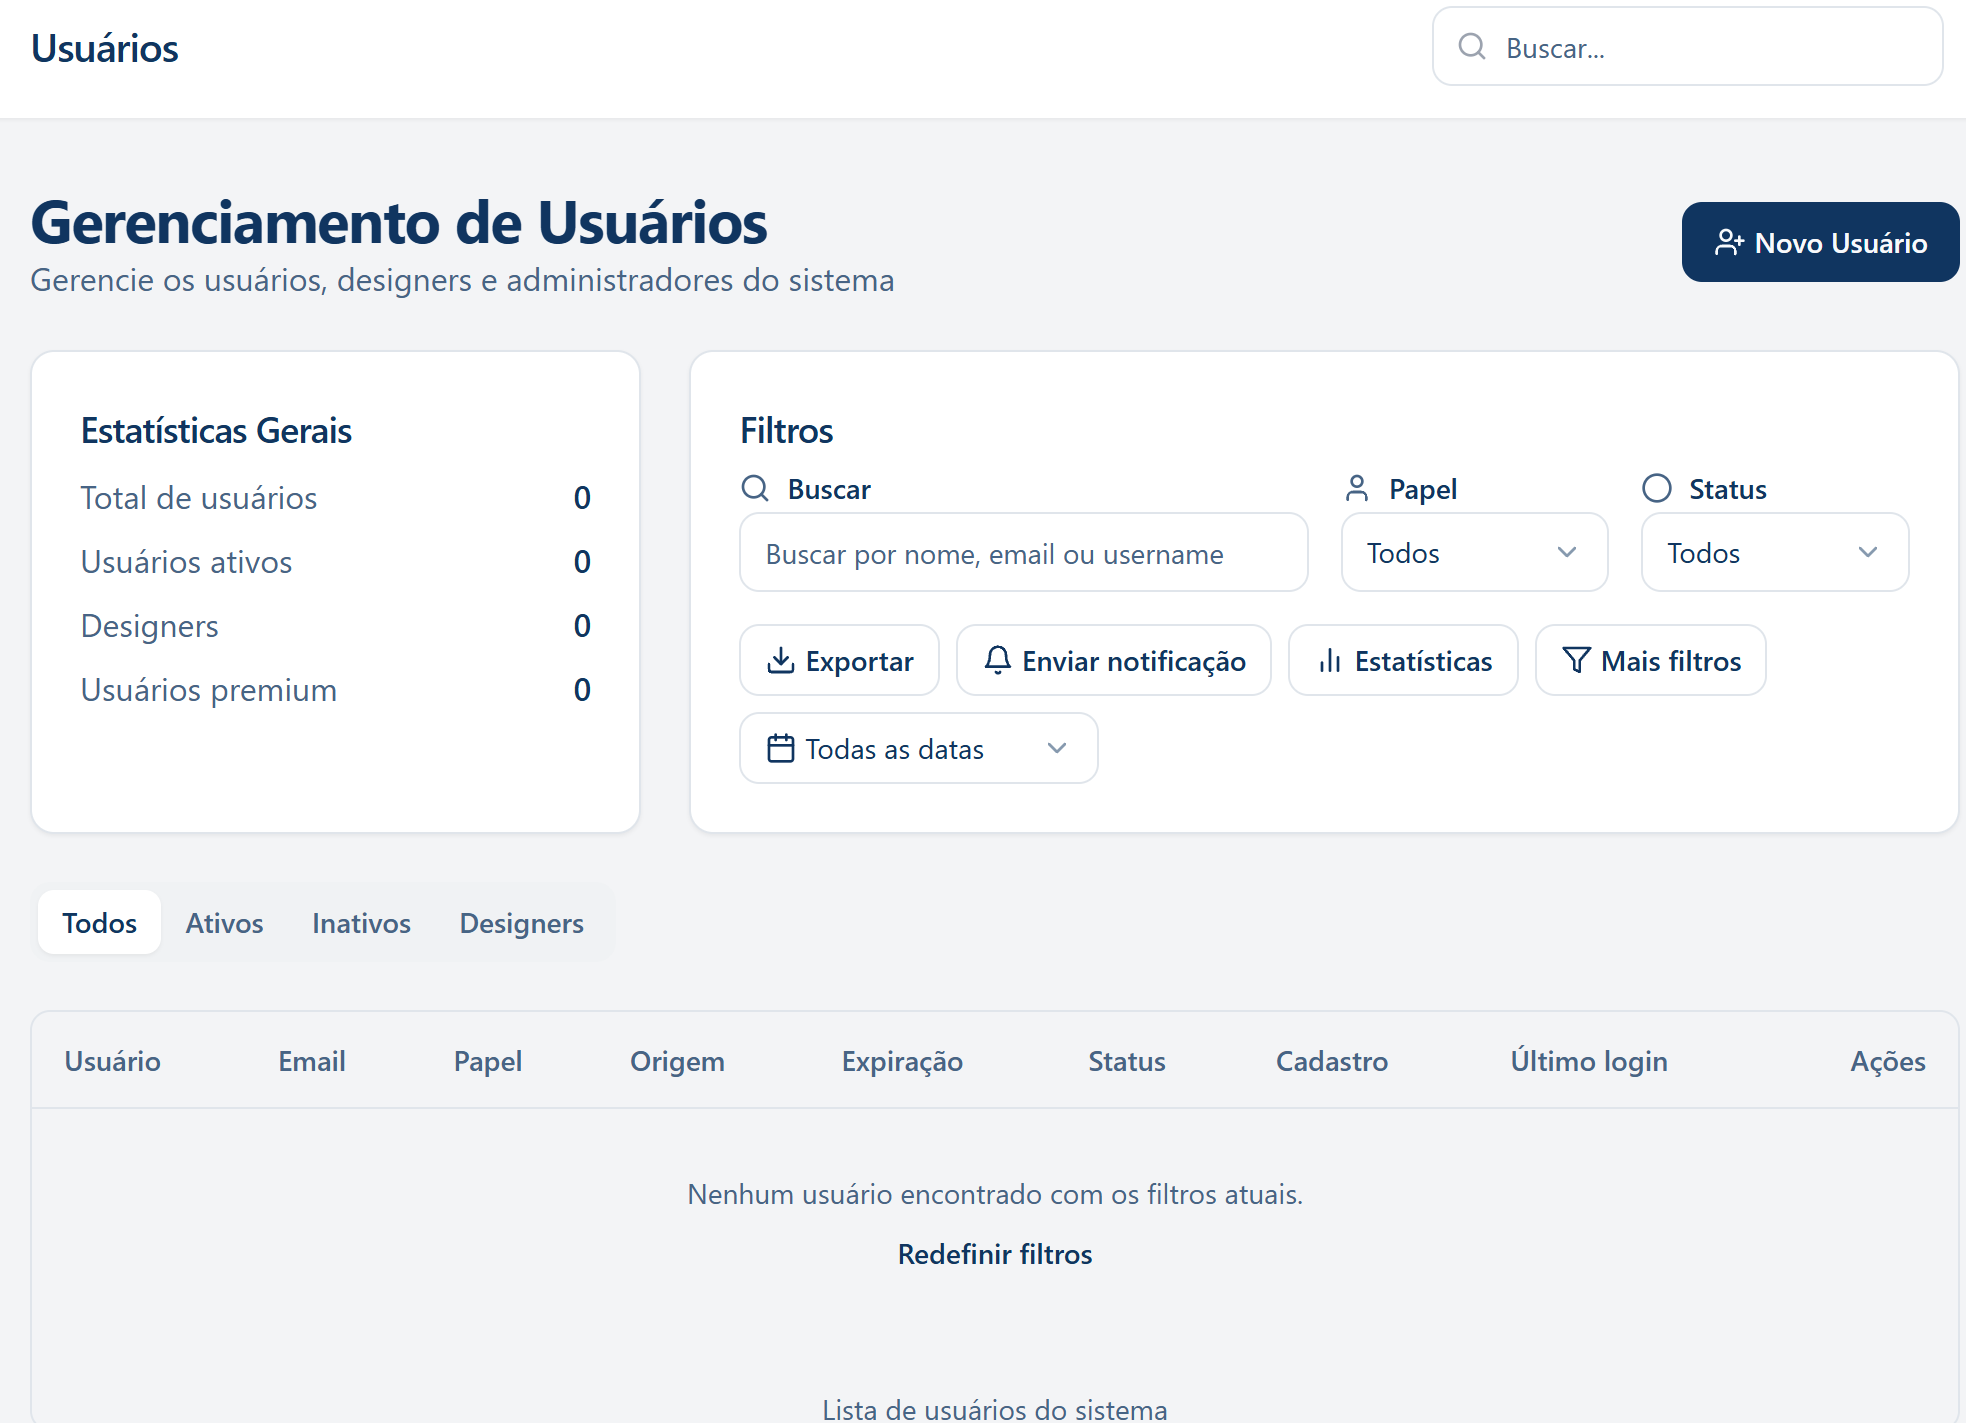 Usuários
Buscar...
Gerenciamento de Usuários
Novo Usuário
Gerencie os usuários, designers e administradores do sistema
Estatísticas Gerais
Total de usuários 0
Usuários ativos 0
Designers 0
Usuários premium 0
Filtros
Buscar Papel Status
Buscar por nome, email ou username Todos Todos
Exportar Enviar notificação Estatísticas Mais filtros
Todas as datas
Todos Ativos Inativos Designers
Usuário Email Papel Origem Expiração Status Cadastro Último login Ações
Nenhum usuário encontrado com os filtros atuais.
Redefinir filtros
Lista de usuários do sistema